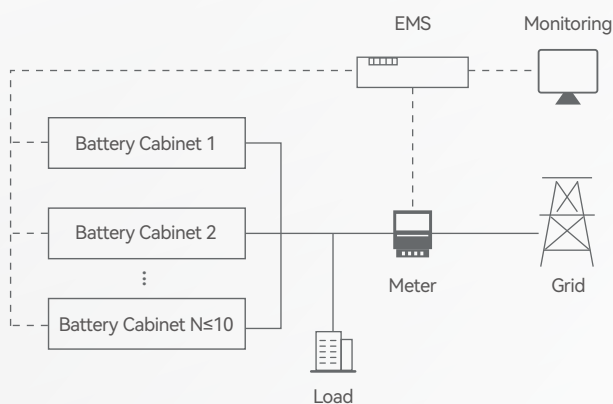 EMS
Monitoring
Battery Cabinet 1
Battery Cabinet 2
⋮
Battery Cabinet N≤10
Meter
Grid
Load